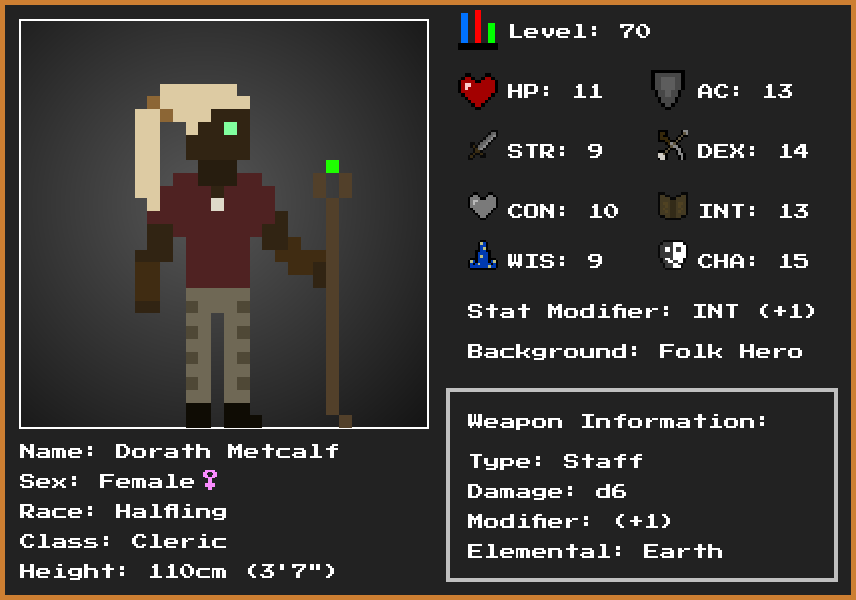 Level: 70
HP: 11 AC: 13
STR: 9 DEX: 14
CON: 10 INT: 13
WIS: 9 CHA: 15
Stat Modifier: INT (+1)
Background: Folk Hero
Weapon Information:
Type: Staff
Damage: d6
Modifier: (+1)
Elemental: Earth
Name: Dorath Metcalf
Sex: Female♀
Race: Halfling
Class: Cleric
Height: 110cm (3'7")